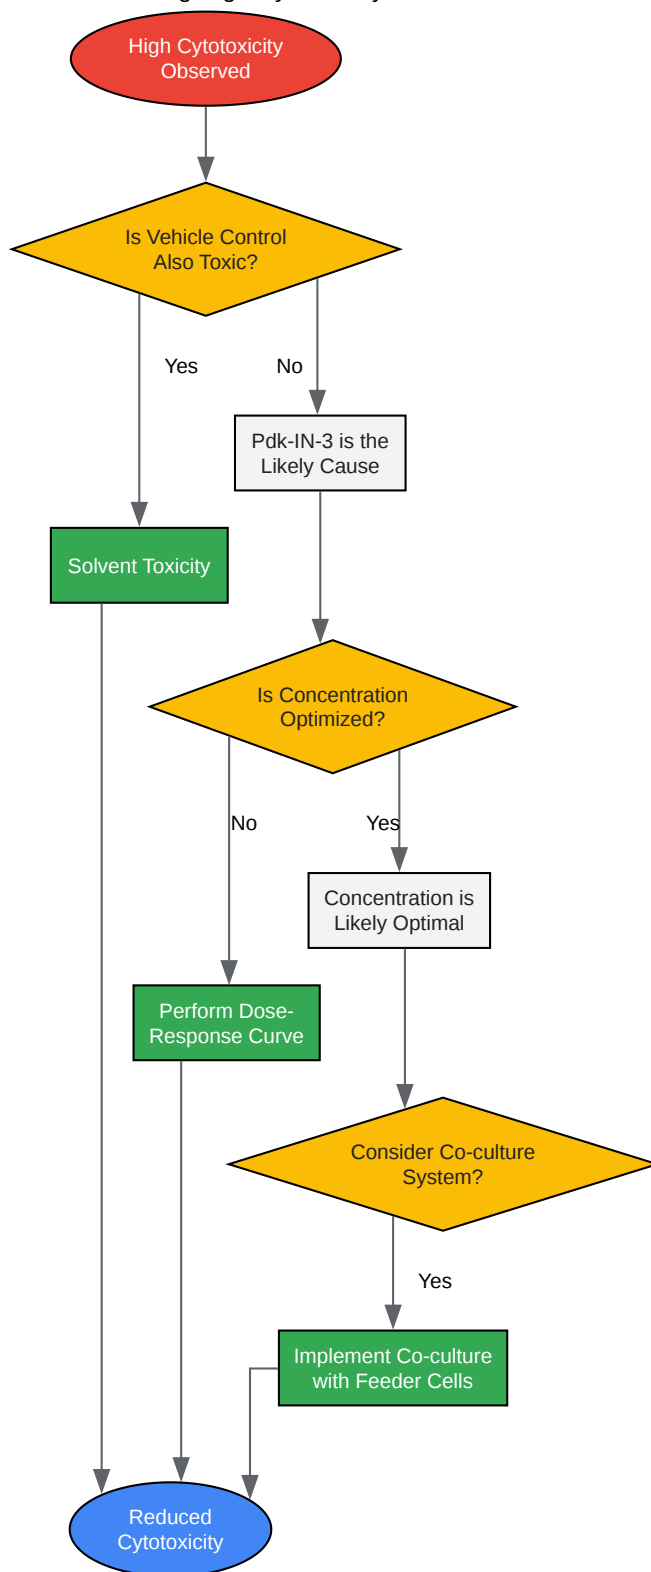 High Cytotoxicity
Observed
Is Vehicle Control
Also Toxic?
Yes
No
Pdk-IN-3 is the
Likely Cause
Solvent Toxicity
Is Concentration
Optimized?
No
Yes
Concentration is
Likely Optimal
Perform Dose-
Response Curve
Consider Co-culture
System?
Yes
Implement Co-culture
with Feeder Cells
Reduced
Cytotoxicity